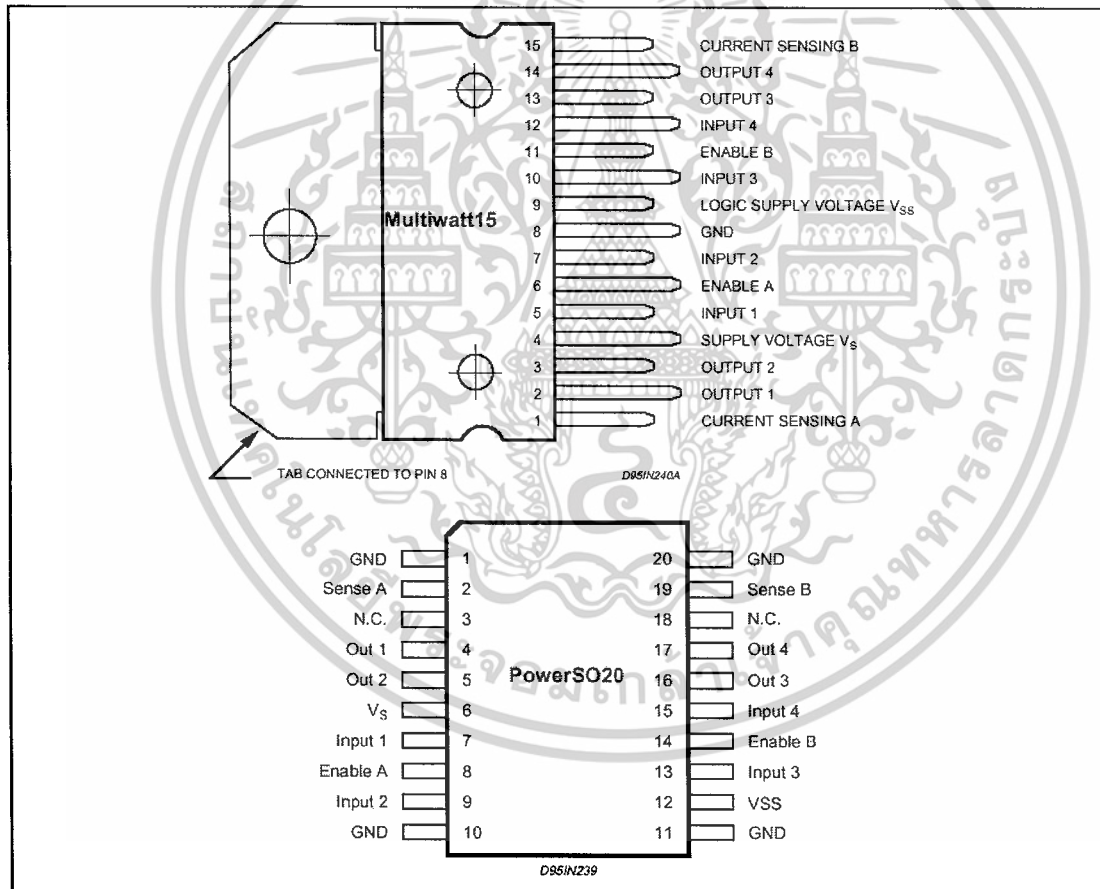 15 CURRENT SENSING B
14 OUTPUT 4
13 OUTPUT 3
12 INPUT 4
11 ENABLE B
10 INPUT 3
Multiwatt15
9 LOGIC SUPPLY VOLTAGE VSS
8 GND
7 INPUT 2
6 ENABLE A
5 INPUT 1
4 SUPPLY VOLTAGE VS
3 OUTPUT 2
2 OUTPUT 1
1 CURRENT SENSING A
TAB CONNECTED TO PIN 8
D95IN240A
GND 1 20 GND
Sense A 2 19 Sense B
N.C. 3 18 N.C.
Out 1 4 17 Out 4
Out 2 5 16 Out 3
PowerSO20
VS 6 15 Input 4
Input 1 7 14 Enable B
Enable A 8 13 Input 3
Input 2 9 12 VSS
GND 10 11 GND
D95IN239